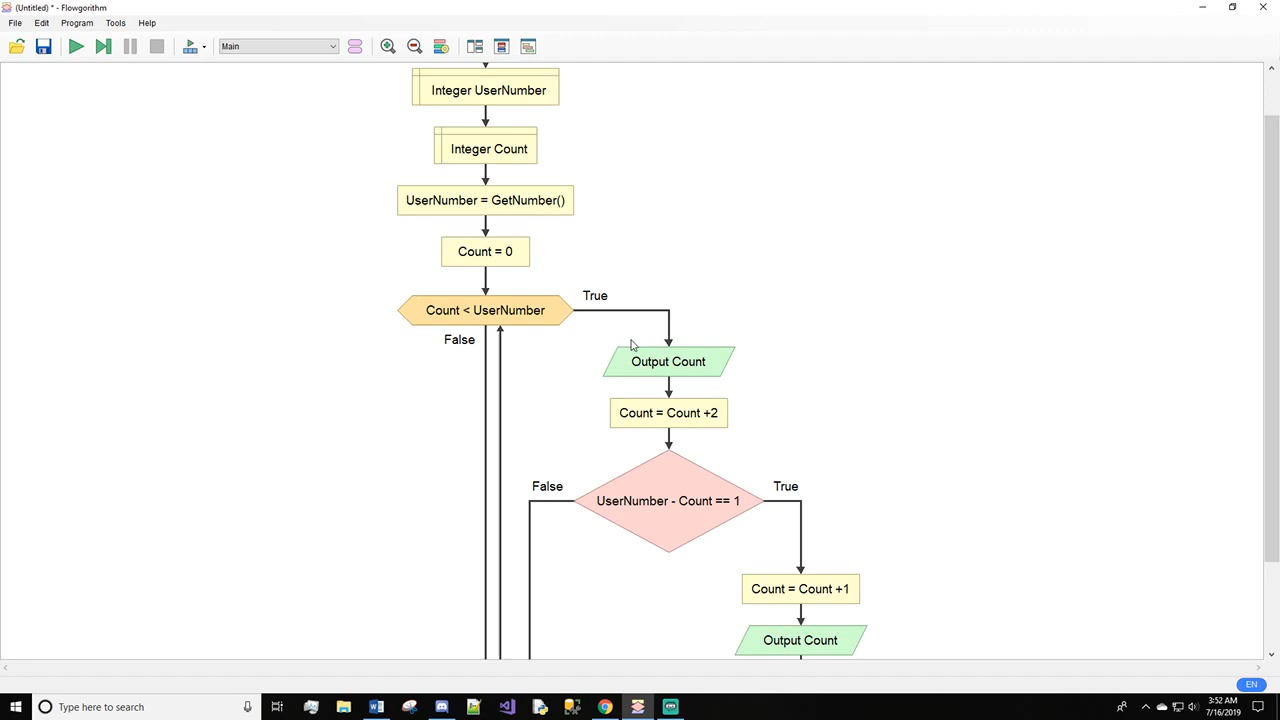 (Untitled) * - Flowgorithm
File Edit Program Tools Help
Main
Integer UserNumber
Integer Count
UserNumber = GetNumber()
Count = 0
Count < UserNumber
True
False
Output Count
Count = Count +2
UserNumber - Count == 1
False
True
Count = Count +1
Output Count
EN
Type here to search
3:52 AM
7/16/2019